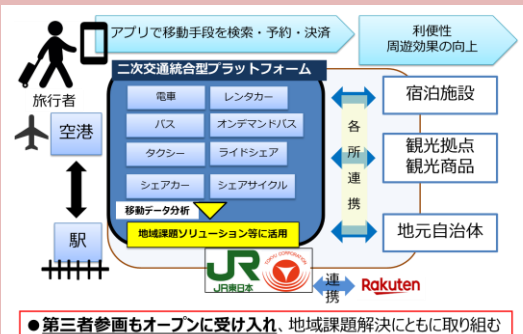 アプリで移動手段を検索・予約・決済
利便性
周遊効果の向上
旅行者
空港
駅
二次交通統合型プラットフォーム
電車
レンタカー
バス
オンデマンドバス
タクシー
ライドシェア
シェアカー
シェアサイクル
移動データ分析
地域課題ソリューション等に活用
各所連携
宿泊施設
観光拠点
観光商品
地元自治体
JR
JR東日本
TOKYU CORPORATION
連携
Rakuten
●第三者参画もオープンに受け入れ、地域課題解決にともに取り組む